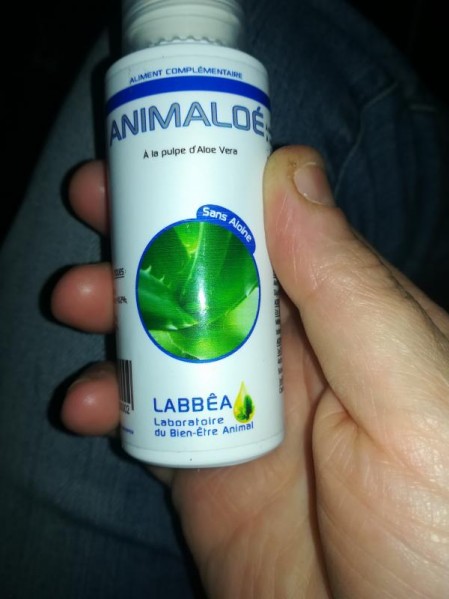 ALIMENT COMPLÉMENTAIRE
ANIMALOÉ
À la pulpe d'Aloe Vera
Sans Aloïne
LABBÊA
Laboratoire
du Bien-Être Animal